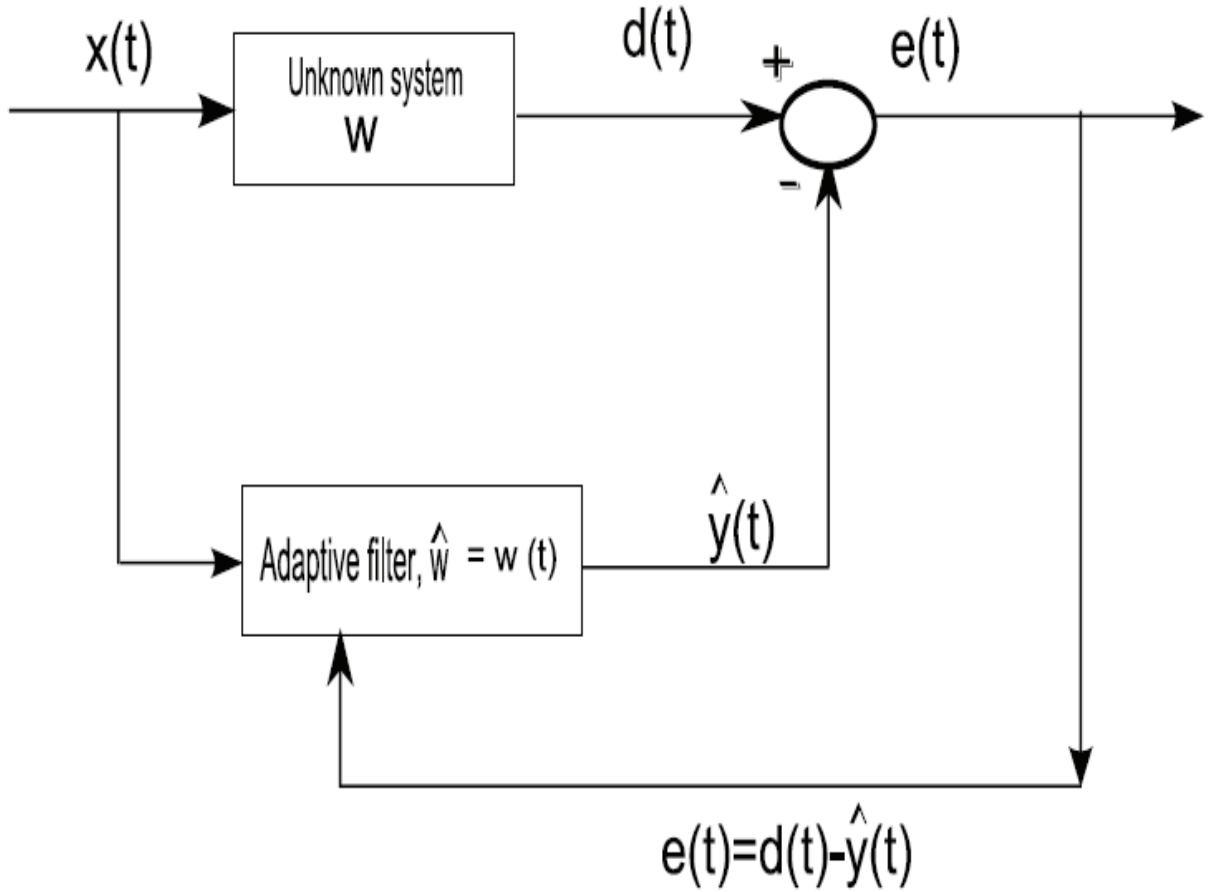 x(t)
Unknown system
w
d(t)
+
e(t)
-
Adaptive filter, ŵ = w (t)
ŷ(t)
e(t)=d(t)-ŷ(t)